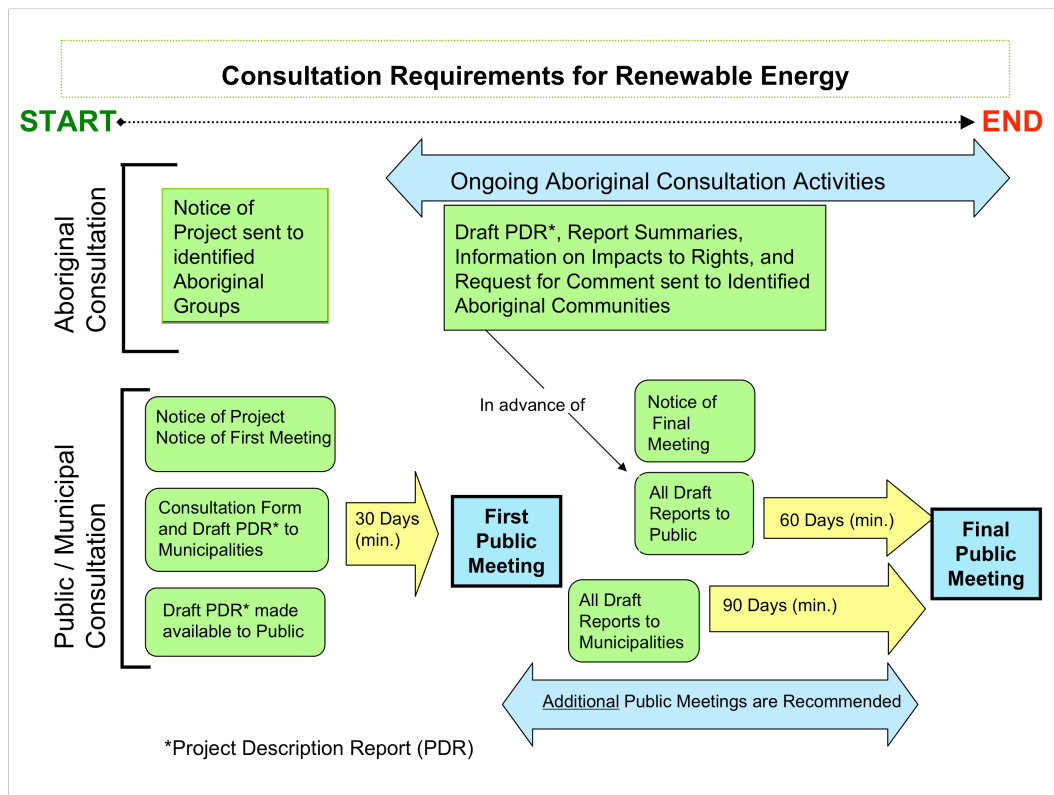 Consultation Requirements for Renewable Energy
START
END
Ongoing Aboriginal Consultation Activities
Aboriginal
Consultation
Notice of
Project sent to
identified
Aboriginal
Groups
Draft PDR*, Report Summaries,
Information on Impacts to Rights, and
Request for Comment sent to Identified
Aboriginal Communities
In advance of
Public / Municipal
Consultation
Notice of Project
Notice of First Meeting
Consultation Form
and Draft PDR* to
Municipalities
Draft PDR* made
available to Public
30 Days
(min.)
First
Public
Meeting
Notice of
Final
Meeting
All Draft
Reports to
Public
60 Days (min.)
All Draft
Reports to
Municipalities
90 Days (min.)
Final
Public
Meeting
Additional Public Meetings are Recommended
*Project Description Report (PDR)